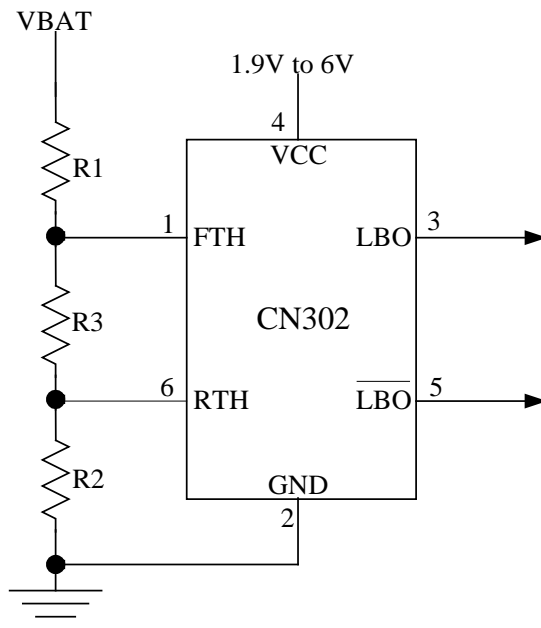 VBAT
1.9V to 6V
4
VCC
R1
1
FTH
LBO
3
R3
CN302
6
RTH
L̅B̅O̅
5
R2
GND
2